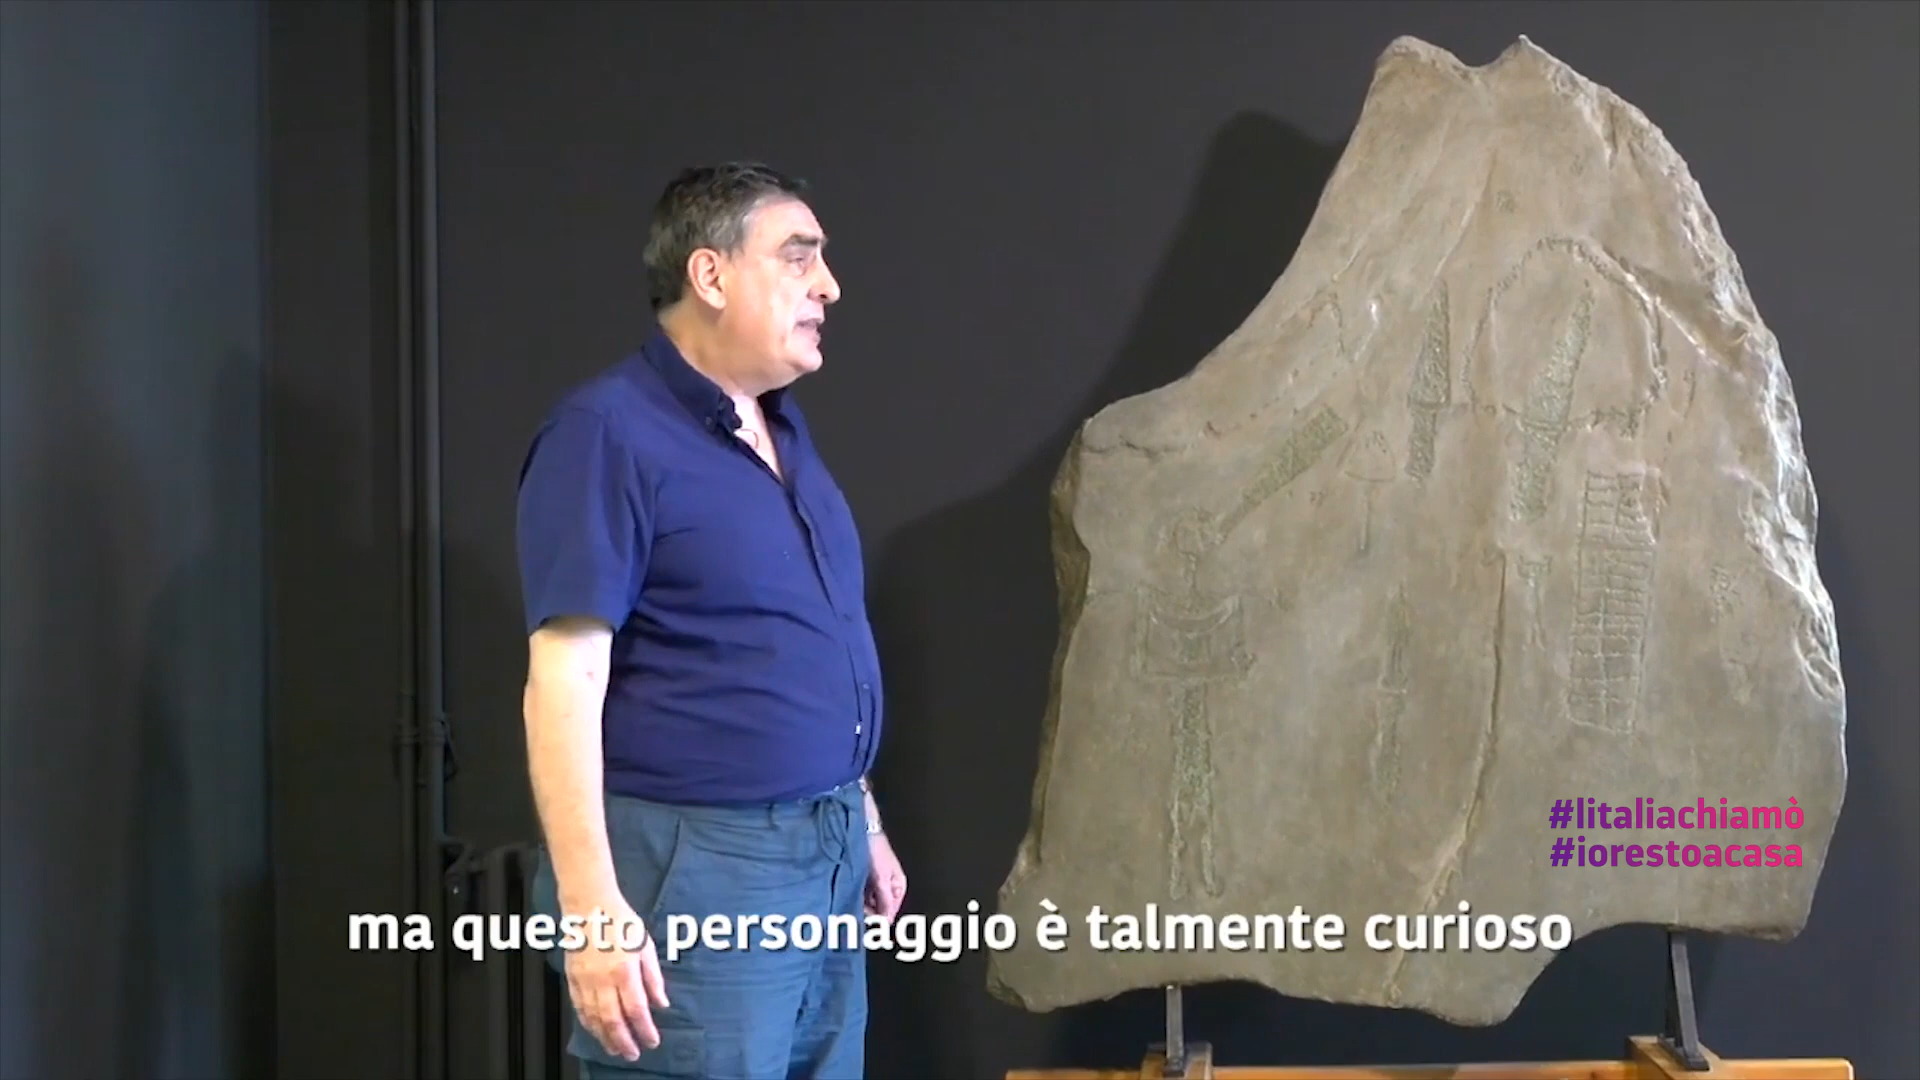 #litaliachiamò
#iorestoacasa
ma questo personaggio è talmente curioso